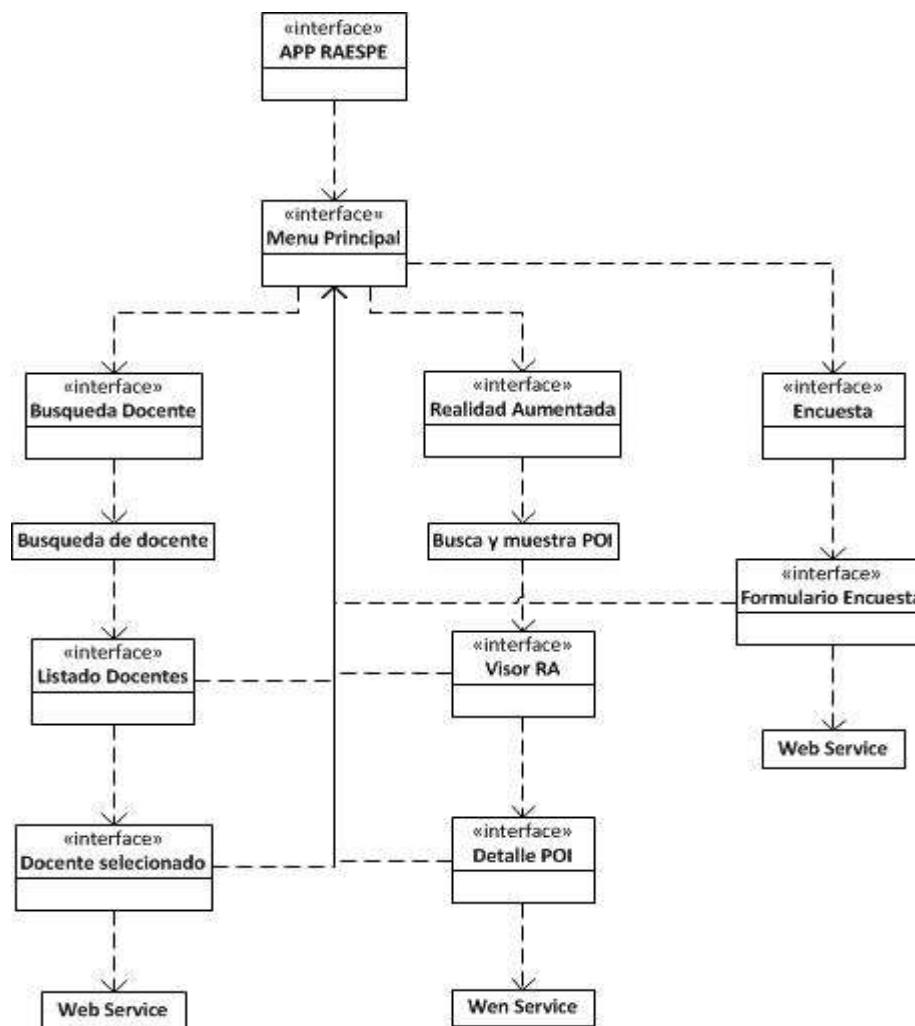 «interface»
APP RAESPE
«interface»
Menu Principal
«interface»
Busqueda Docente
«interface»
Realidad Aumentada
«interface»
Encuesta
Busqueda de docente
Busca y muestra POI
«interface»
Formulario Encuesta
«interface»
Listado Docentes
«interface»
Visor RA
Web Service
«interface»
Docente selecionado
«interface»
Detalle POI
Web Service
Wen Service